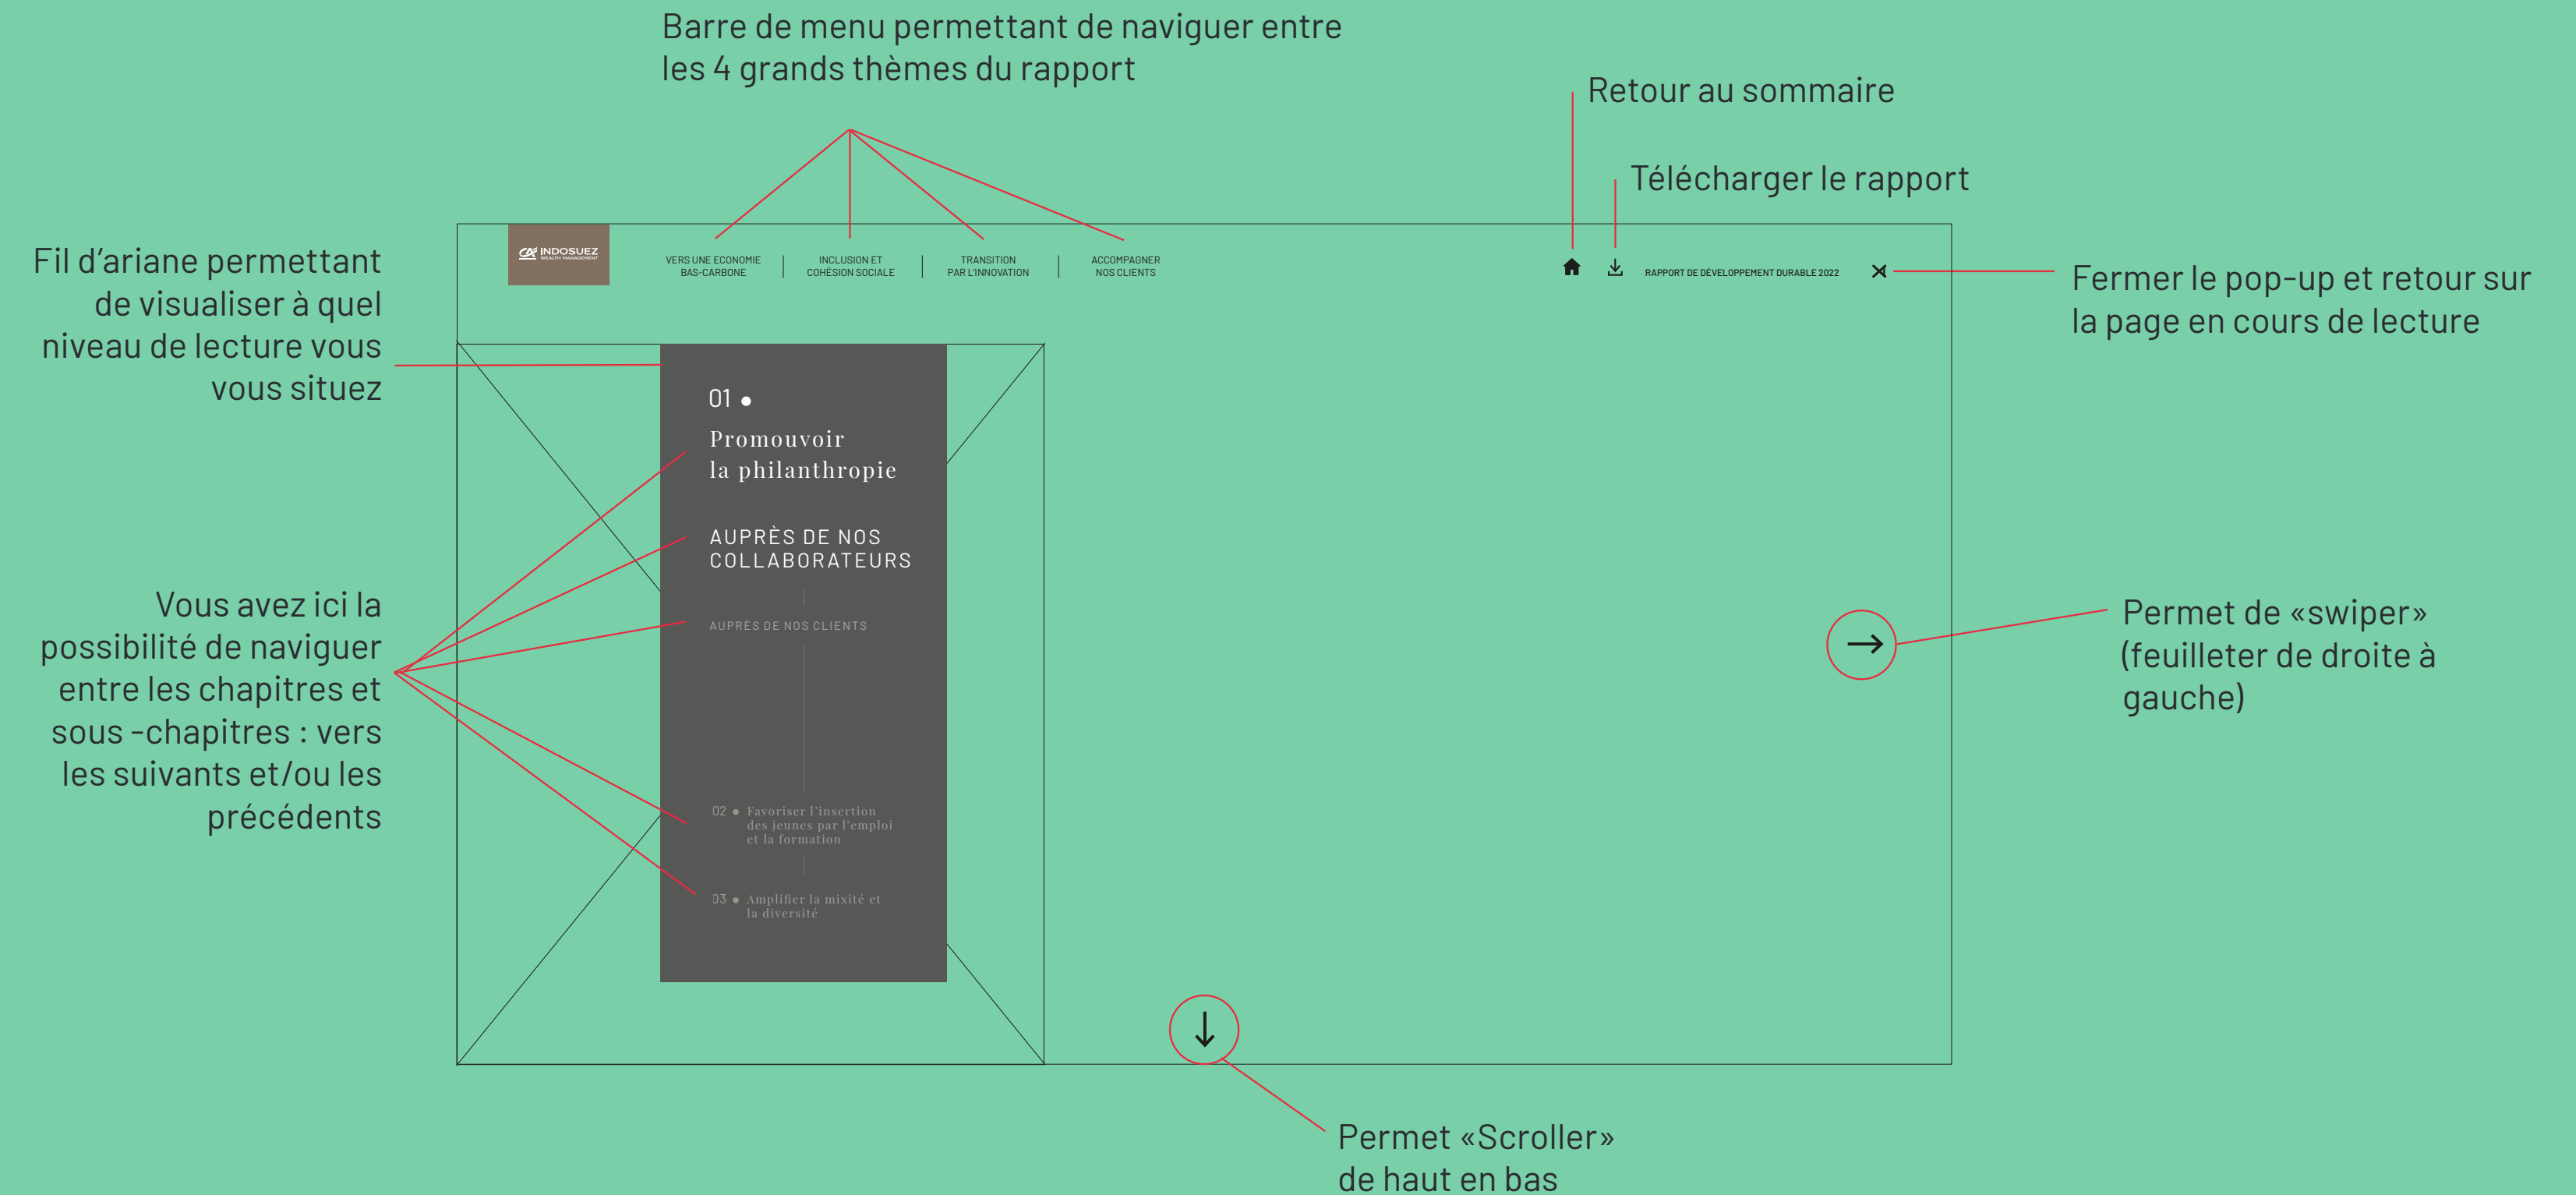 Barre de menu permettant de naviguer entre
les 4 grands thèmes du rapport
Retour au sommaire
Télécharger le rapport
Fil d’ariane permettant
de visualiser à quel
niveau de lecture vous
vous situez
CA INDOSUEZ
WEALTH MANAGEMENT
VERS UNE ECONOMIE
BAS-CARBONE
INCLUSION ET
COHÉSION SOCIALE
TRANSITION
PAR L’INNOVATION
ACCOMPAGNER
NOS CLIENTS
RAPPORT DE DÉVELOPPEMENT DURABLE 2022
Fermer le pop-up et retour sur
la page en cours de lecture
01
Promouvoir
la philanthropie
AUPRÈS DE NOS
COLLABORATEURS
AUPRÈS DE NOS CLIENTS
02 ● Favoriser l’insertion
des jeunes par l’emploi
et la formation
03 ● Amplifier la mixité et
la diversité
Vous avez ici la
possibilité de naviguer
entre les chapitres et
sous -chapitres : vers
les suivants et/ou les
précédents
Permet de «swiper»
(feuilleter de droite à
gauche)
Permet «Scroller»
de haut en bas